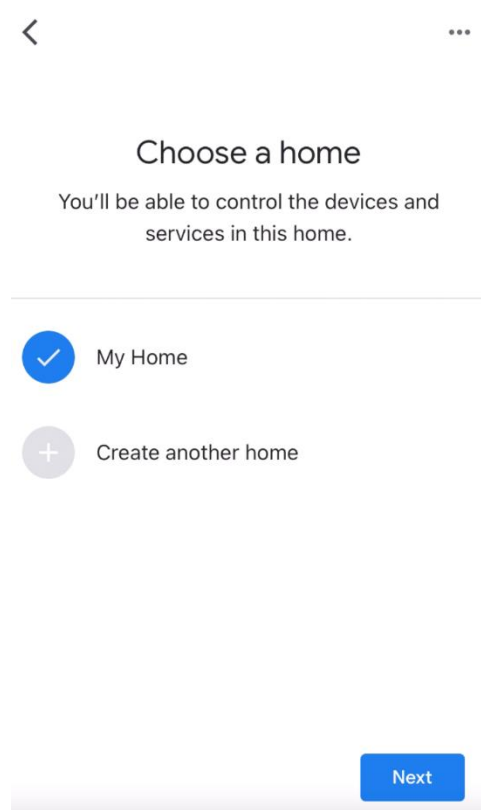 Choose a home
You’ll be able to control the devices and
services in this home.
My Home
Create another home
Next